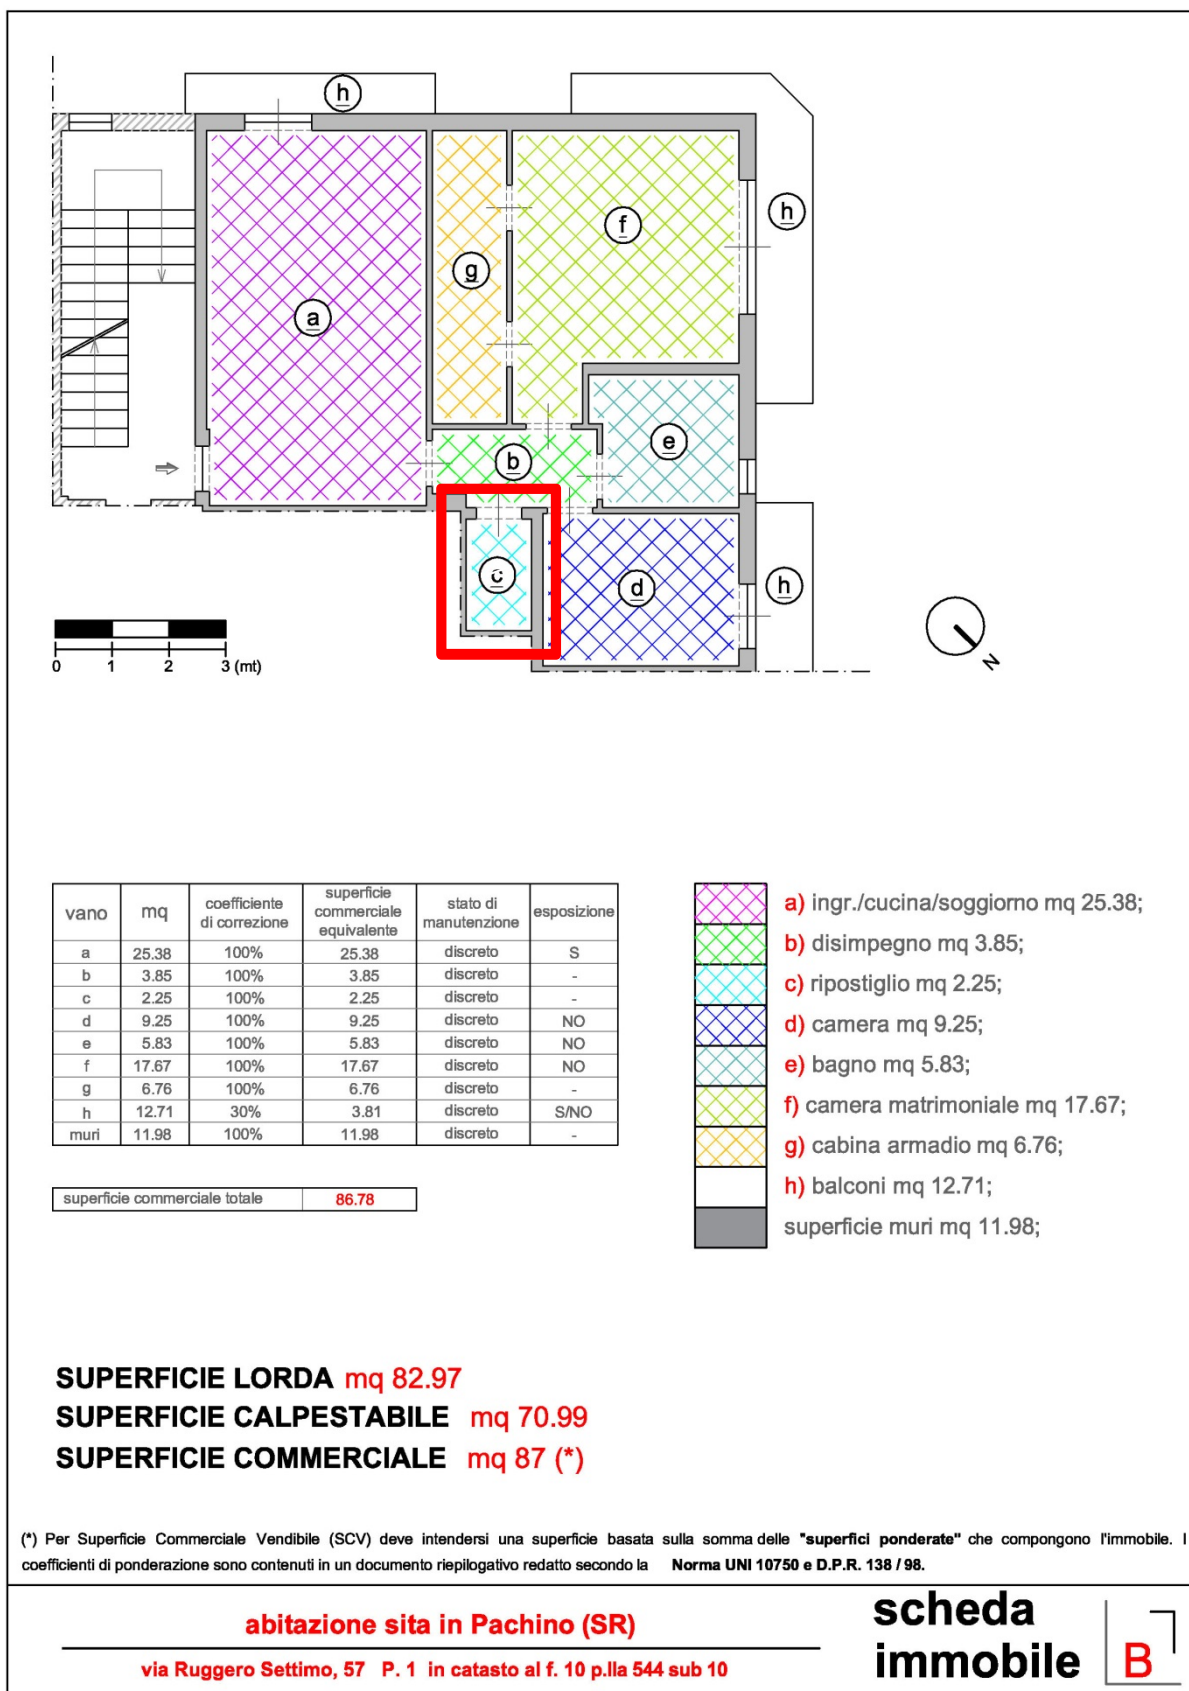 h
f
h
g
a
e
b
c
d
h
0 1 2 3 (mt)
N
vano mq coefficiente di correzione superficie commerciale equivalente stato di manutenzione esposizione
a 25.38 100% 25.38 discreto S
b 3.85 100% 3.85 discreto -
c 2.25 100% 2.25 discreto -
d 9.25 100% 9.25 discreto NO
e 5.83 100% 5.83 discreto NO
f 17.67 100% 17.67 discreto NO
g 6.76 100% 6.76 discreto -
h 12.71 30% 3.81 discreto S/NO
muri 11.98 100% 11.98 discreto -
superficie commerciale totale 86.78
a) ingr./cucina/soggiorno mq 25.38;
b) disimpegno mq 3.85;
c) ripostiglio mq 2.25;
d) camera mq 9.25;
e) bagno mq 5.83;
f) camera matrimoniale mq 17.67;
g) cabina armadio mq 6.76;
h) balconi mq 12.71;
superficie muri mq 11.98;
SUPERFICIE LORDA mq 82.97
SUPERFICIE CALPESTABILE mq 70.99
SUPERFICIE COMMERCIALE mq 87 (*)
(*) Per Superficie Commerciale Vendibile (SCV) deve intendersi una superficie basata sulla somma delle "superfici ponderate" che compongono l'immobile. I
coefficienti di ponderazione sono contenuti in un documento riepilogativo redatto secondo la Norma UNI 10750 e D.P.R. 138 / 98.
abitazione sita in Pachino (SR)
via Ruggero Settimo, 57 P. 1 in catasto al f. 10 p.lla 544 sub 10
scheda
immobile B